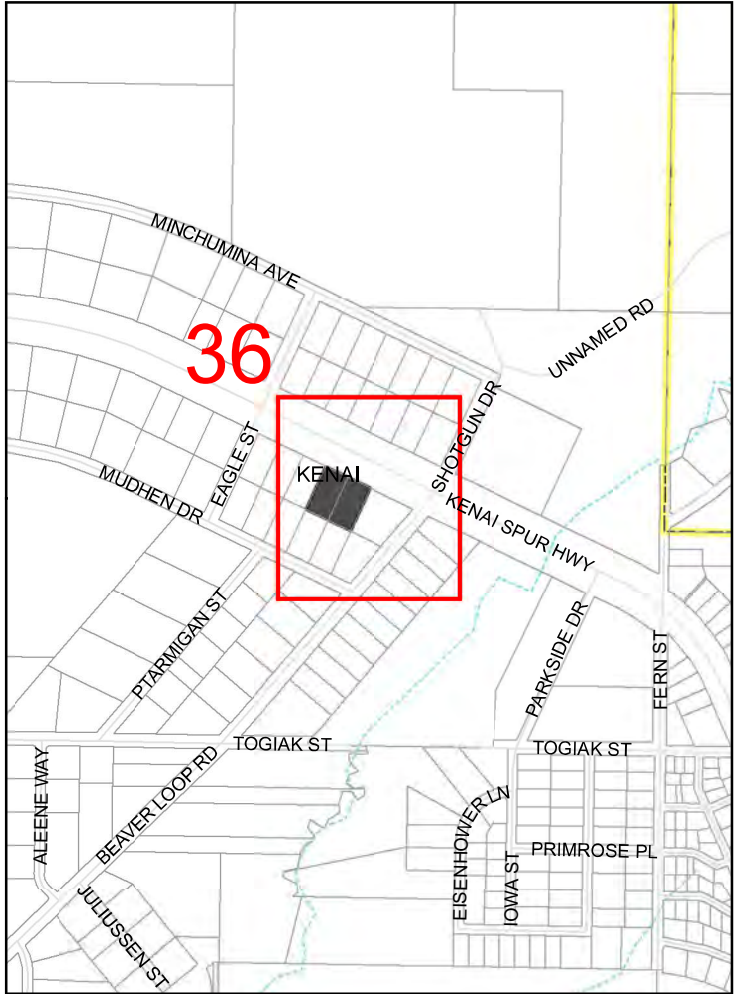 MINCHUMINA AVE
UNNAMED RD
36
SHOTGUN DR
EAGLE ST
KENAI
MUDHEN DR
KENAI SPUR HWY
PTARMIGAN ST
PARKSIDE DR
FERN ST
TOGIAK ST
TOGIAK ST
ALEENE WAY
BEAVER LOOP RD
EISENHOWER LN
IOWA ST
PRIMROSE PL
JULIUSSEN ST